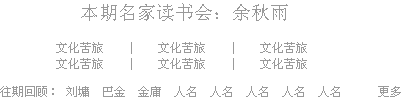 本期名家读书会：余秋雨
文化苦旅 | 文化苦旅 | 文化苦旅
文化苦旅 | 文化苦旅 | 文化苦旅
往期回顾： 刘墉 巴金 金庸 人名 人名 人名 人名 人名 更多